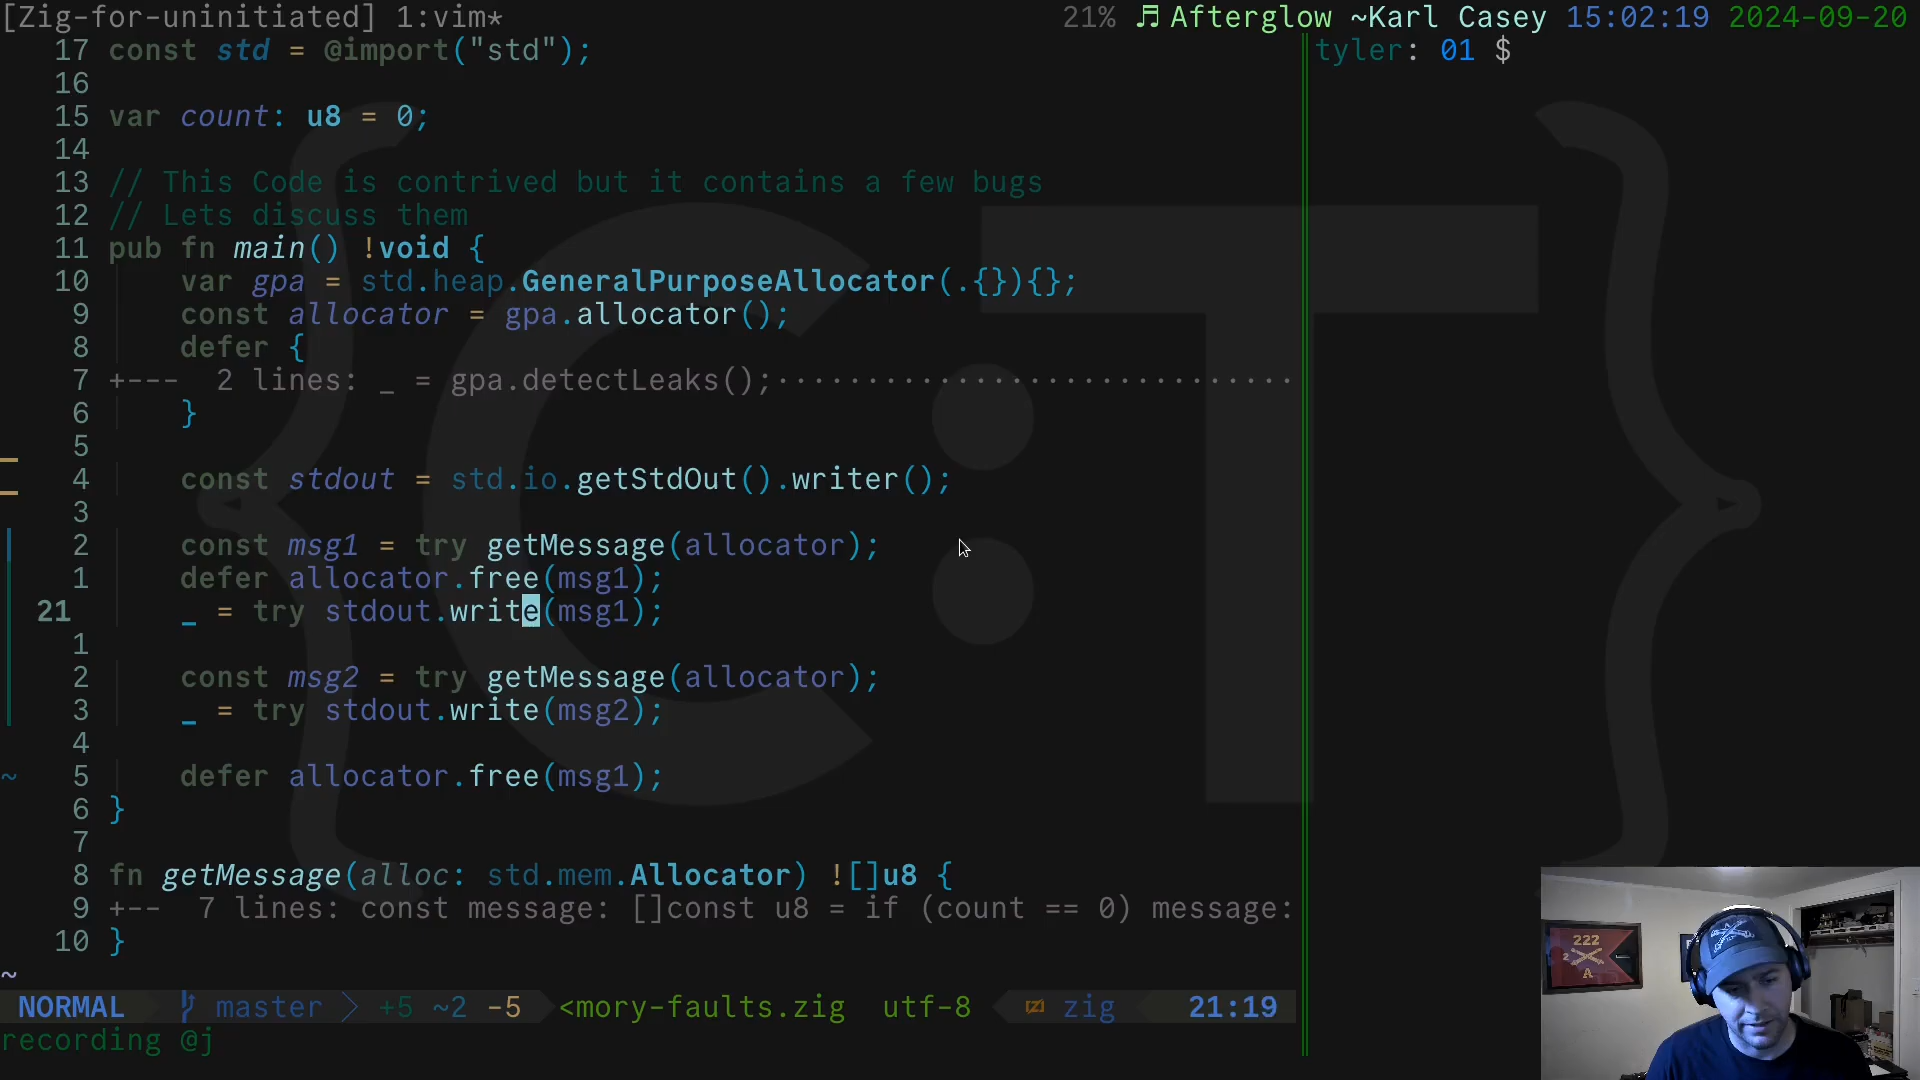 [Zig-for-uninitiated] 1:vim* 21% ♬ Afterglow ~Karl Casey 15:02:19 2024-09-20
17 const std = @import("std");
tyler: 01 $
16
15 var count: u8 = 0;
14
13 // This Code is contrived but it contains a few bugs
12 // Lets discuss them
11 pub fn main() !void {
10     var gpa = std.heap.GeneralPurposeAllocator(.{}){};
9     const allocator = gpa.allocator();
8     defer {
7 +---  2 lines: _ = gpa.detectLeaks();·····························
6     }
5
4     const stdout = std.io.getStdOut().writer();
3
2     const msg1 = try getMessage(allocator);
1     defer allocator.free(msg1);
21     _ = try stdout.write(msg1);
1
2     const msg2 = try getMessage(allocator);
3     _ = try stdout.write(msg2);
4
~ 5     defer allocator.free(msg1);
6 }
7
8 fn getMessage(alloc: std.mem.Allocator) ![]u8 {
9 +--  7 lines: const message: []const u8 = if (count == 0) message:
10 }
~
NORMAL master > +5 ~2 -5 <mory-faults.zig utf-8 zig 21:19
recording @j
C:T
222
2
A